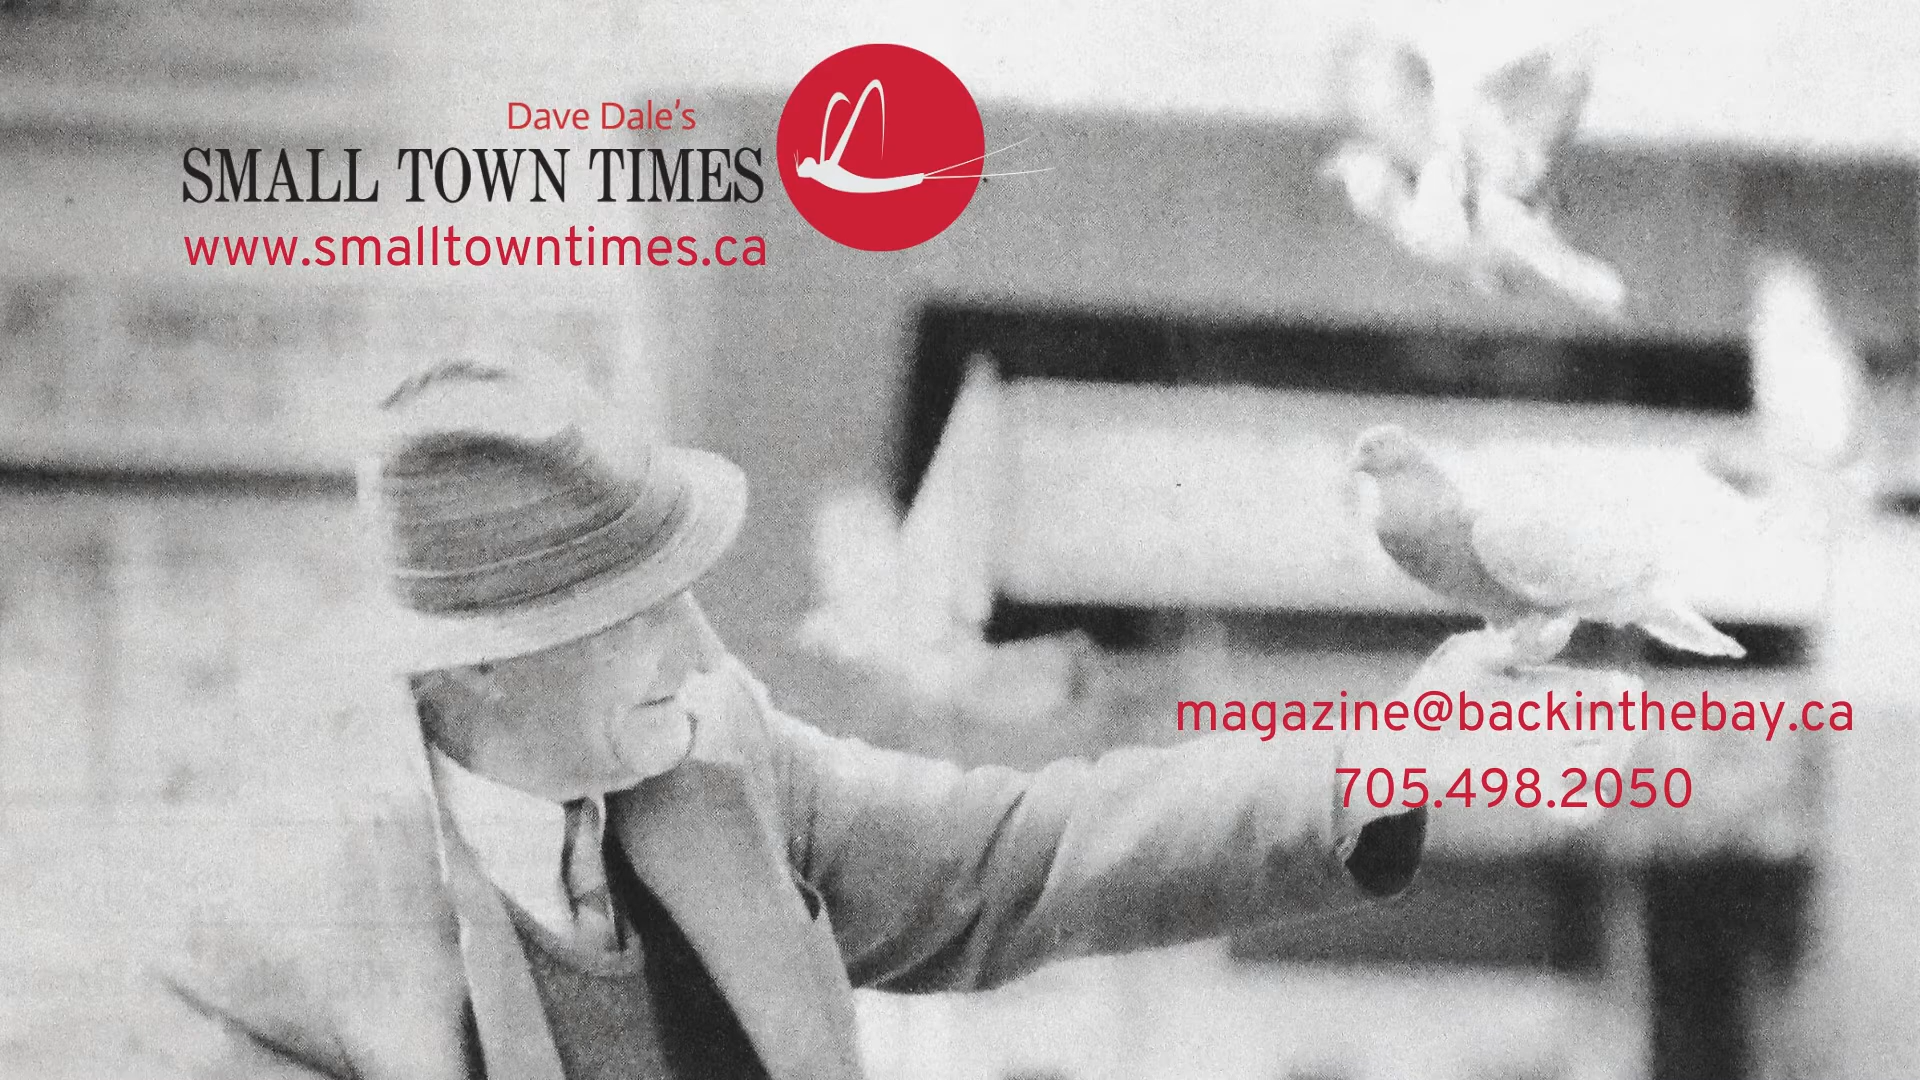 Dave Dale's
SMALL TOWN TIMES
www.smalltowntimes.ca
magazine@backinthebay.ca
705.498.2050